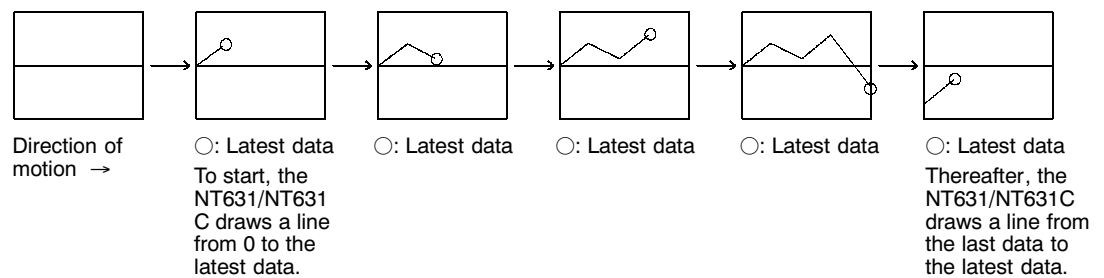 Direction of
motion →
○: Latest data
To start, the
NT631/NT631
C draws a line
from 0 to the
latest data.
○: Latest data
○: Latest data
○: Latest data
○: Latest data
Thereafter, the
NT631/NT631C
draws a line from
the last data to
the latest data.